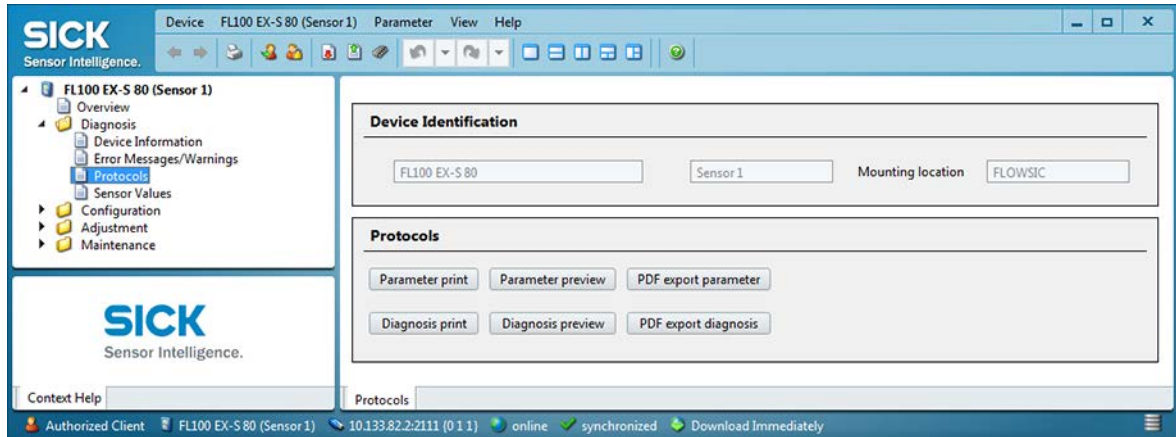 SICK
Sensor Intelligence.
Device FL100 EX-S 80 (Sensor 1) Parameter View Help
FL100 EX-S 80 (Sensor 1)
Overview
Diagnosis
Device Information
Error Messages/Warnings
Protocols
Sensor Values
Configuration
Adjustment
Maintenance
SICK
Sensor Intelligence.
Context Help
Device Identification
FL100 EX-S 80 Sensor 1 Mounting location FLOWSIC
Protocols
Parameter print Parameter preview PDF export parameter
Diagnosis print Diagnosis preview PDF export diagnosis
Protocols
Authorized Client FL100 EX-S 80 (Sensor 1) 10.133.82.2:2111 {0 1 1} online synchronized Download Immediately